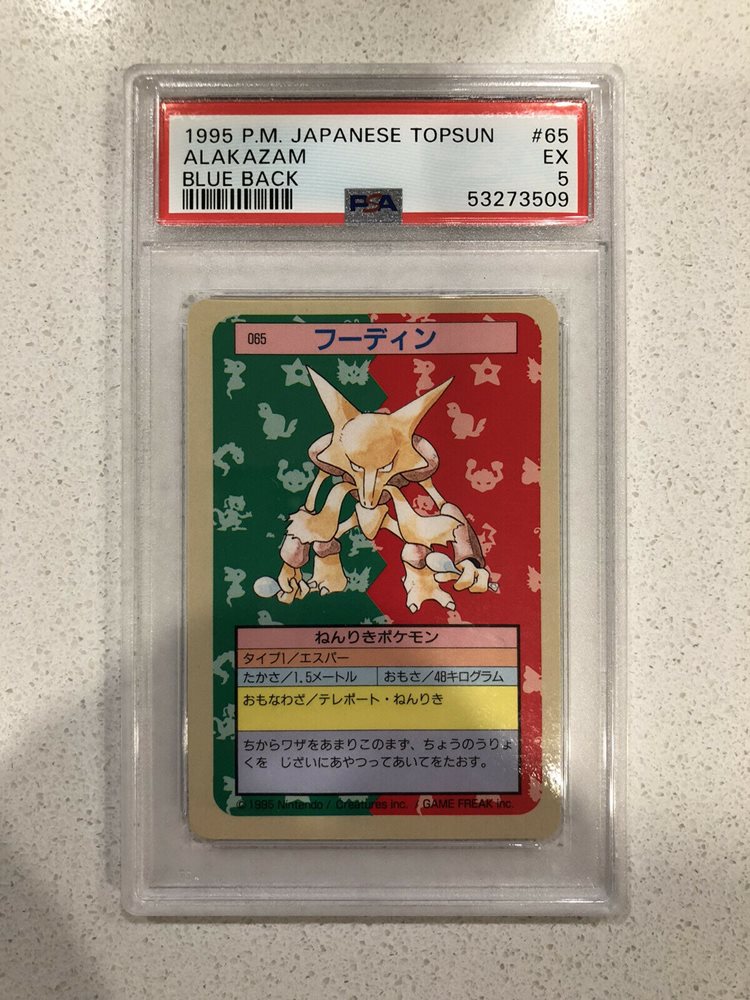 1995 P.M. JAPANESE TOPSUN #65
ALAKAZAM EX
BLUE BACK 5
PSA 53273509
065 フーディン
ねんりきポケモン
タイプ1/エスパー
たかさ/1.5メートル おもさ/48キログラム
おもなわざ/テレポート・ねんりき
ちからワザをあまりこのまず、ちょうのうりょ
くを じざいにあやつってあいてをたおす。
© 1995 Nintendo / Creatures inc. / GAME FREAK inc.